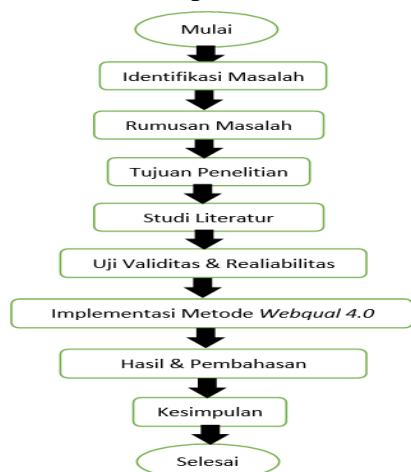 Mulai
Identifikasi Masalah
Rumusan Masalah
Tujuan Penelitian
Studi Literatur
Uji Validitas & Realiabilitas
Implementasi Metode Webqual 4.0
Hasil & Pembahasan
Kesimpulan
Selesai